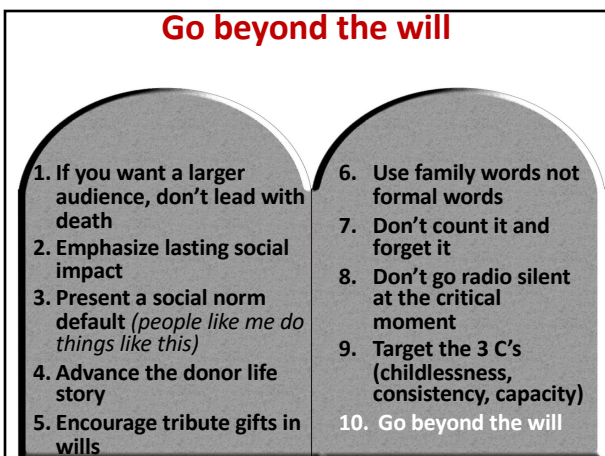 Go beyond the will
1. If you want a larger
audience, don't lead with
death
2. Emphasize lasting social
impact
3. Present a social norm
default (people like me do
things like this)
4. Advance the donor life
story
5. Encourage tribute gifts in
wills
6. Use family words not
formal words
7. Don't count it and
forget it
8. Don't go radio silent
at the critical
moment
9. Target the 3 C's
(childlessness,
consistency, capacity)
10. Go beyond the will